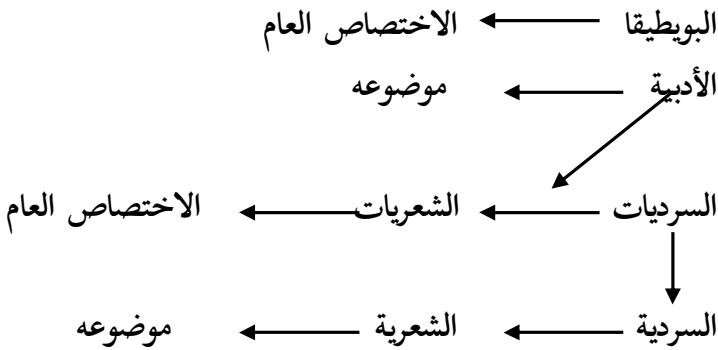 البويطيقا الاختصاص العام
الأدبية موضوعه
السرديات الشعريات الاختصاص العام
السردية الشعرية موضوعه